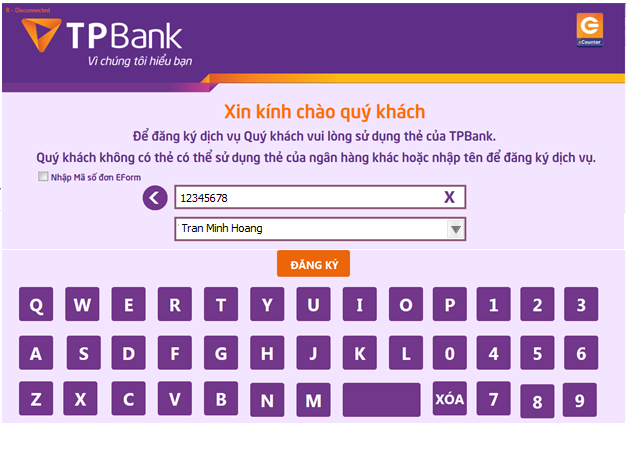 R - Disconnected
TPBank
Vì chúng tôi hiểu bạn
eCounter
Xin kính chào quý khách
Để đăng ký dịch vụ Quý khách vui lòng sử dụng thẻ của TPBank.
Quý khách không có thẻ có thể sử dụng thẻ của ngân hàng khác hoặc nhập tên để đăng ký dịch vụ.
Nhập Mã số đơn EForm
12345678 X
Tran Minh Hoang
ĐĂNG KÝ
Q W E R T Y U I O P 1 2 3
A S D F G H J K L 0 4 5 6
Z X C V B N M XÓA 7 8 9